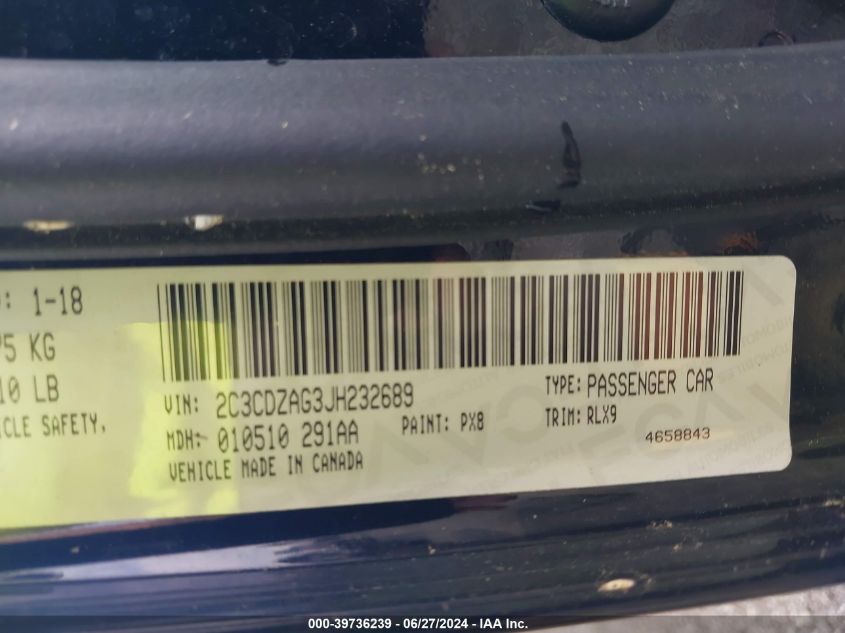 : 1-18
75 KG
10 LB
ICLE SAFETY,
VIN: 2C3CDZAG3JH232689
TYPE: PASSENGER CAR
MDH: 010510 291AA
PAINT: PX8
TRIM: RLX9
VEHICLE MADE IN CANADA
4658843
000-39736239 - 06/27/2024 - IAA Inc.